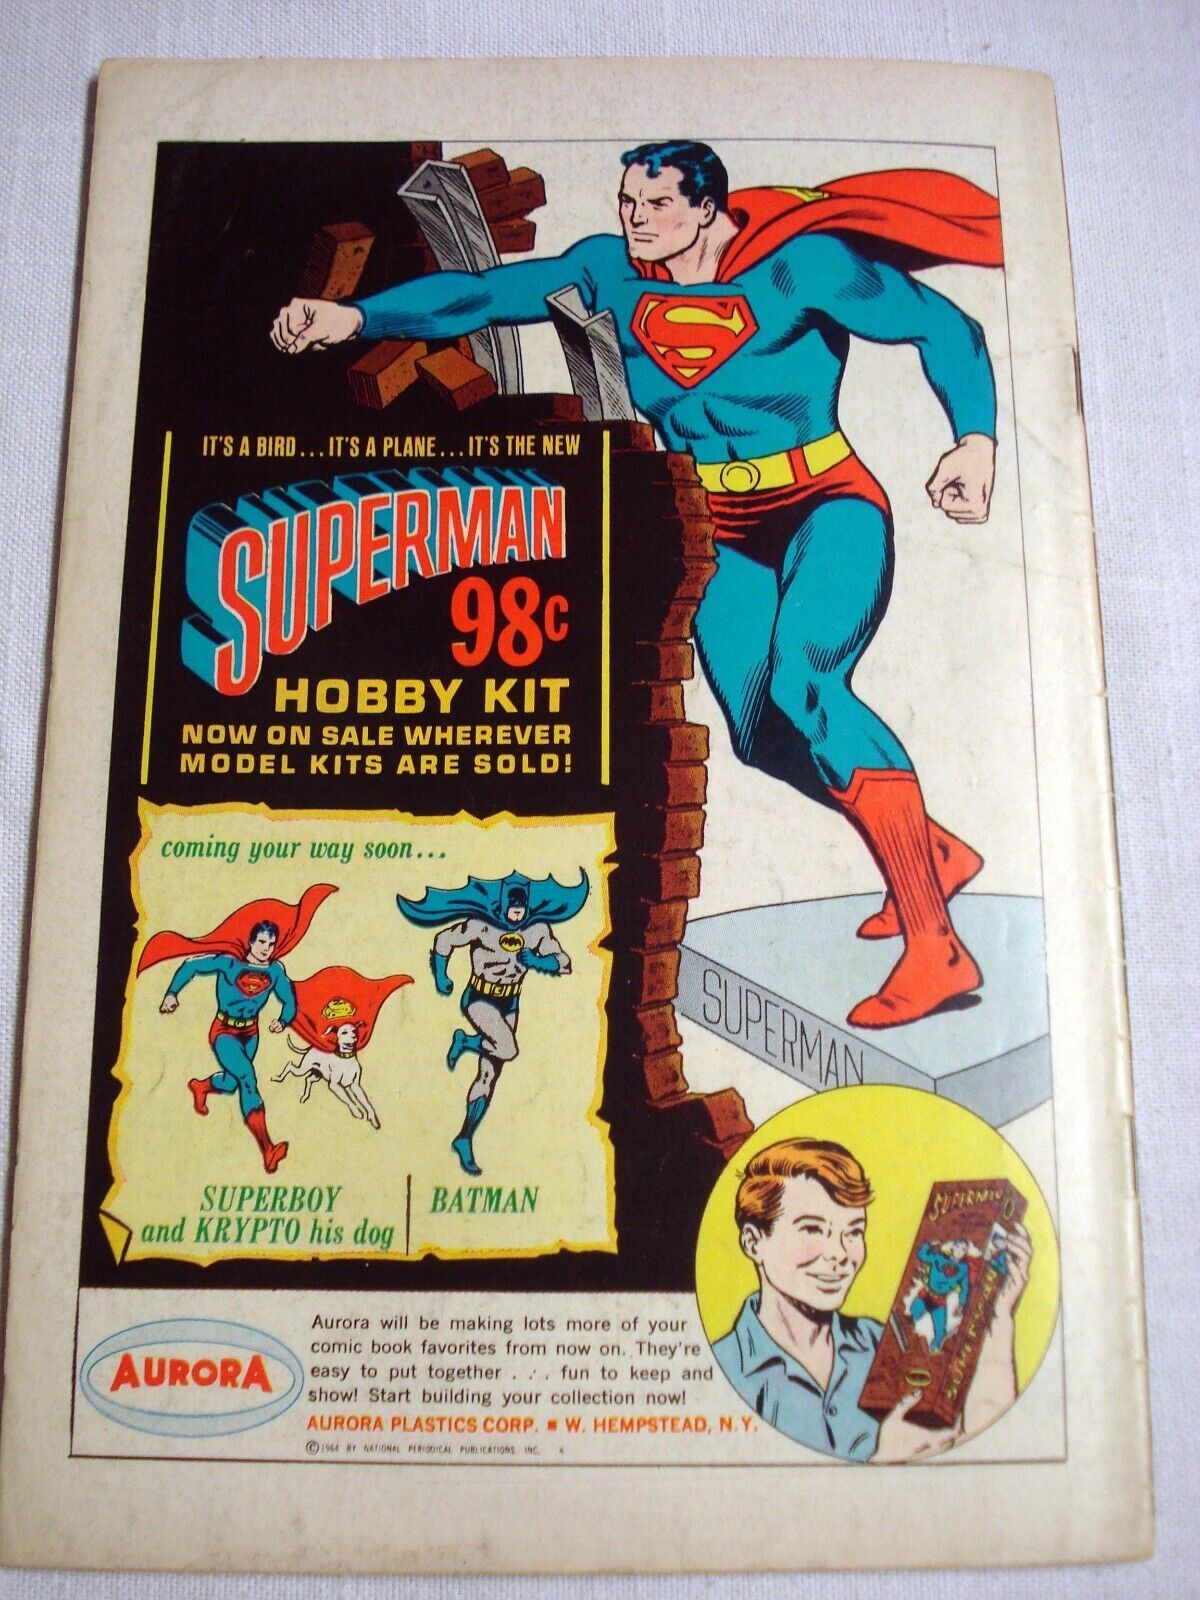 IT'S A BIRD...IT'S A PLANE...IT'S THE NEW
SUPERMAN
98c
HOBBY KIT
NOW ON SALE WHEREVER
MODEL KITS ARE SOLD!
S
coming your way soon...
SUPERBOY
and KRYPTO his dog
BATMAN
SUPERMAN
SUPERMAN
SUPERMAN
AURORA
Aurora will be making lots more of your
comic book favorites from now on. They're
easy to put together . . . fun to keep and
show! Start building your collection now!
AURORA PLASTICS CORP. ■ W. HEMPSTEAD, N.Y.
©1964 BY NATIONAL PERIODICAL PUBLICATIONS INC.